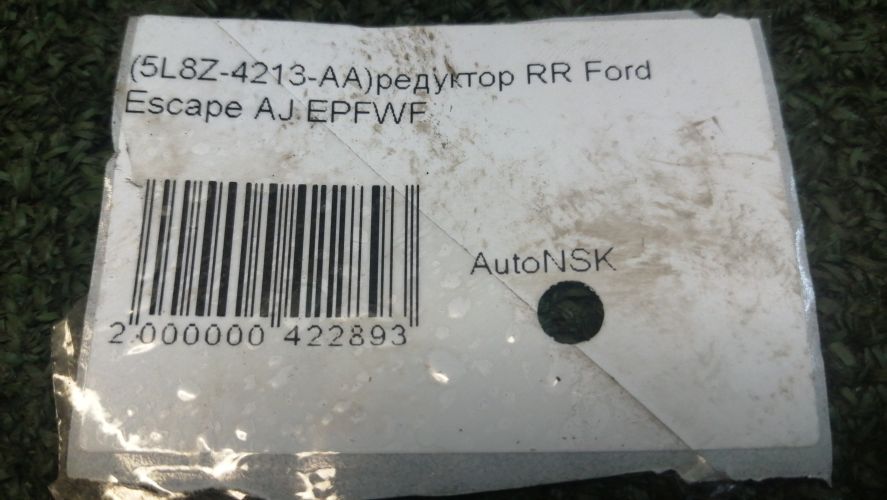 (5L8Z-4213-AA)редуктор RR Ford
Escape AJ EPFWF
AutoNSK
2 000000 422893